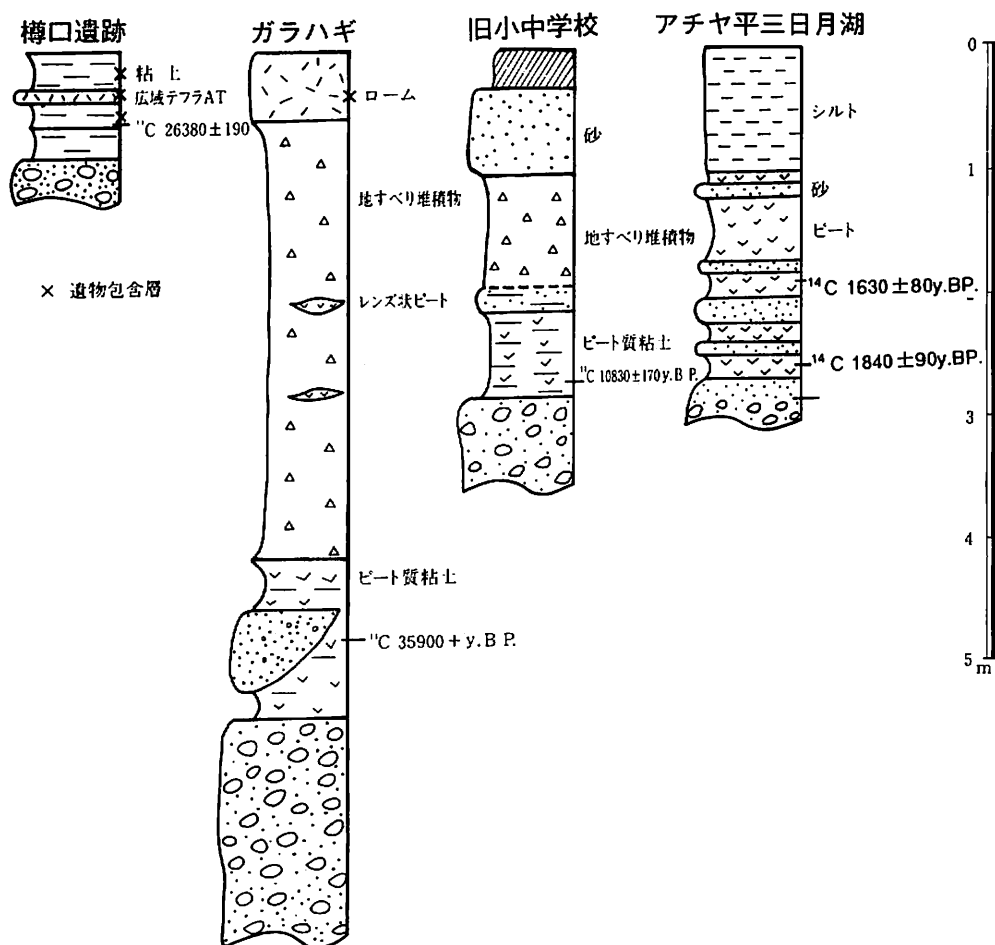 樽口遺跡
粘土
広域テフラAT
¹¹C 26380±190
× 遺物包含層
ガラハギ
ローム
地すべり堆積物
レンズ状ピート
ピート質粘土
¹¹C 35900+y.B P.
旧小中学校
砂
地すべり堆積物
ピート質粘土
¹¹C 10830±170y.B P.
アチヤ平三日月湖
シルト
砂
ピート
¹⁴C 1630±80y.BP.
¹⁴C 1840±90y.BP.
0
1
3
4
5
m